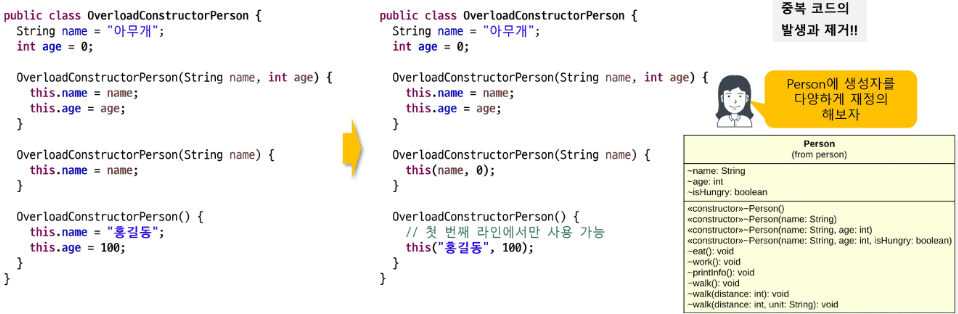 public class OverloadConstructorPerson {
String name = "아무개";
int age = 0;
OverloadConstructorPerson(String name, int age) {
this.name = name;
this.age = age;
}
OverloadConstructorPerson(String name) {
this.name = name;
}
OverloadConstructorPerson() {
this.name = "홍길동";
this.age = 100;
}
}
public class OverloadConstructorPerson {
String name = "아무개";
int age = 0;
OverloadConstructorPerson(String name, int age) {
this.name = name;
this.age = age;
}
OverloadConstructorPerson(String name) {
this(name, 0);
}
OverloadConstructorPerson() {
// 첫 번째 라인에서만 사용 가능
this("홍길동", 100);
}
}
중복 코드의
발생과 제거!!
Person에 생성자를
다양하게 재정의
해보자
Person
(from person)
~name: String
~age: int
~isHungry: boolean
«constructor»~Person()
«constructor»~Person(name: String)
«constructor»~Person(name: String, age: int)
«constructor»~Person(name: String, age: int, isHungry: boolean)
~eat(): void
~work(): void
~printInfo(): void
~walk(): void
~walk(distance: int): void
~walk(distance: int, unit: String): void